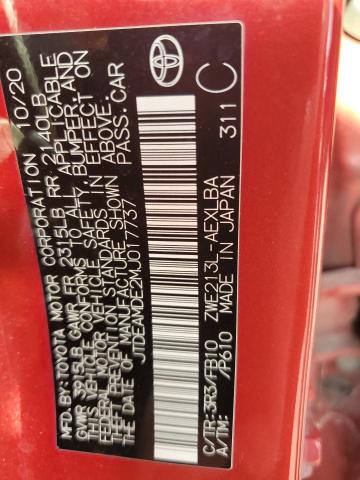 MFD BY: TOYOTA MOTOR CORPORATION 10/20
GVWR 3915LB GAWR FR 2315LB RR 2140LB
THIS VEHICLE CONFORMS TO ALL APPLICABLE
FEDERAL MOTOR VEHICLE SAFETY, BUMPER, AND
THEFT PREVENTION STANDARDS IN EFFECT ON
THE DATE OF MANUFACTURE SHOWN ABOVE.
JTDEAMDE2MJ017737 PASS. CAR
C/TR: 3R3/FB10 ZWE213L-AEXLBA
A/TM: /P610 MADE IN JAPAN 311 C